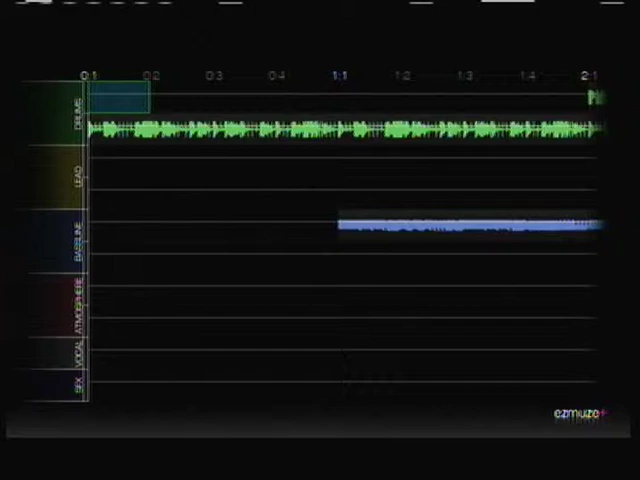 0:1 0:2 0:3 0:4 1:1 1:2 1:3 1:4 2:1
DRUMS
LEAD
BASSLINE
ATMOSPHERE
VOCAL
SFX
ezmuze+